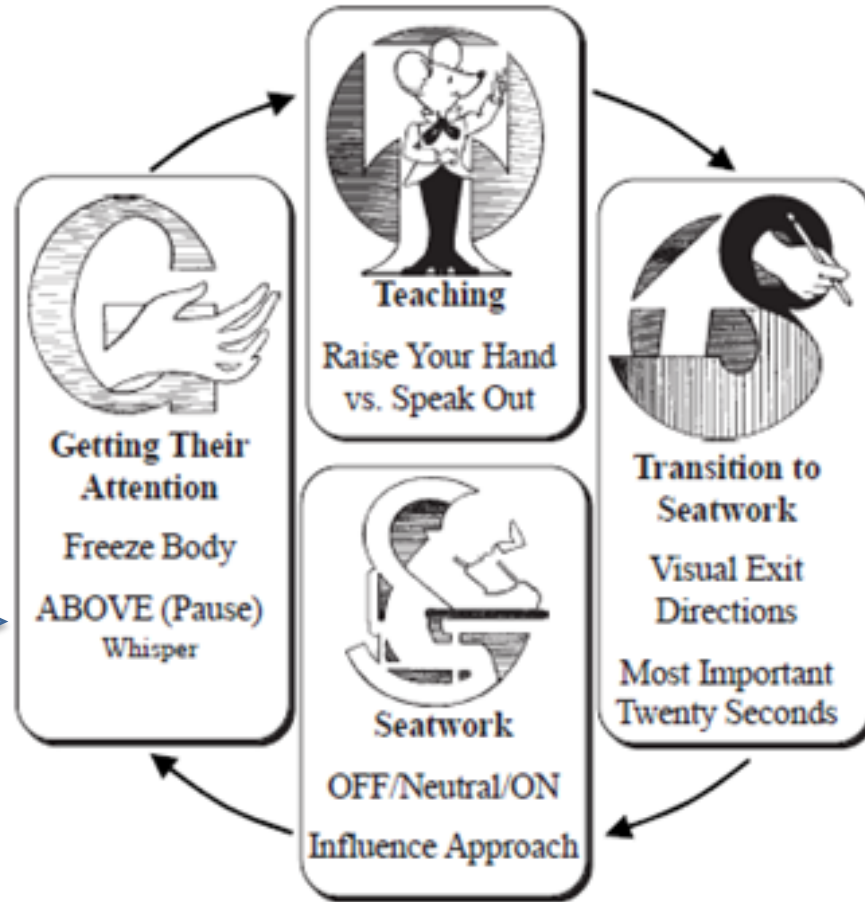 Getting Their
Attention
Freeze Body
ABOVE (Pause)
Whisper
Teaching
Raise Your Hand
vs. Speak Out
Transition to
Seatwork
Visual Exit
Directions
Most Important
Twenty Seconds
Seatwork
OFF/Neutral/ON
Influence Approach